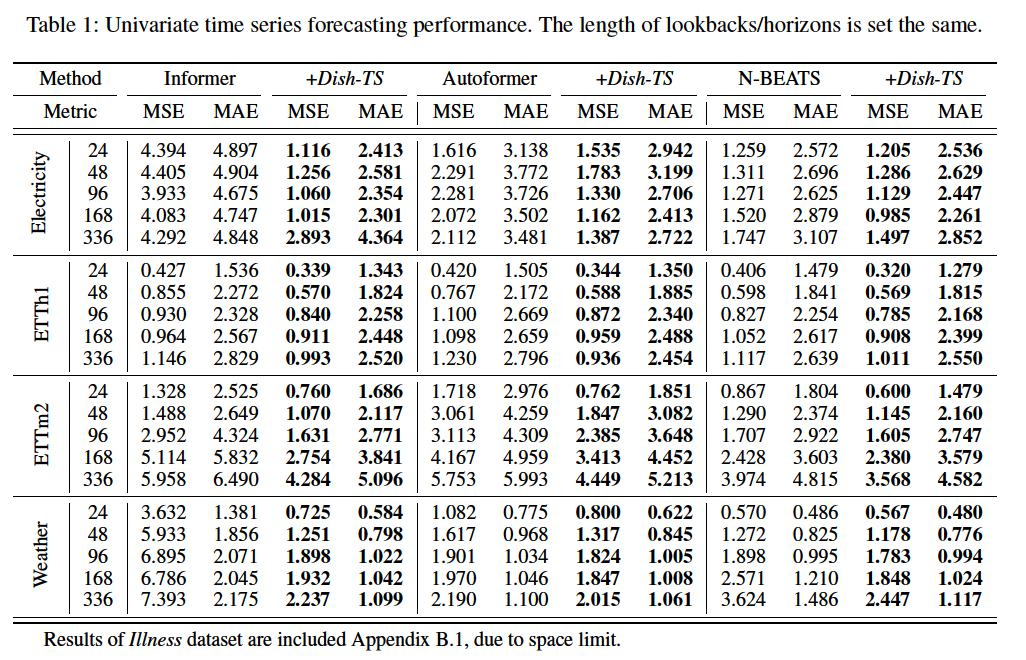 Table 1: Univariate time series forecasting performance. The length of lookbacks/horizons is set the same.
Method Informer +Dish-TS Autoformer +Dish-TS N-BEATS +Dish-TS
Metric MSE MAE MSE MAE MSE MAE MSE MAE MSE MAE MSE MAE
Electricity
24 4.394 4.897 1.116 2.413 1.616 3.138 1.535 2.942 1.259 2.572 1.205 2.536
48 4.405 4.904 1.256 2.581 2.291 3.772 1.783 3.199 1.311 2.696 1.286 2.629
96 3.933 4.675 1.060 2.354 2.281 3.726 1.330 2.706 1.271 2.625 1.129 2.447
168 4.083 4.747 1.015 2.301 2.072 3.502 1.162 2.413 1.520 2.879 0.985 2.261
336 4.292 4.848 2.893 4.364 2.112 3.481 1.387 2.722 1.747 3.107 1.497 2.852
ETTh1
24 0.427 1.536 0.339 1.343 0.420 1.505 0.344 1.350 0.406 1.479 0.320 1.279
48 0.855 2.272 0.570 1.824 0.767 2.172 0.588 1.885 0.598 1.841 0.569 1.815
96 0.930 2.328 0.840 2.258 1.100 2.669 0.872 2.340 0.827 2.254 0.785 2.168
168 0.964 2.567 0.911 2.448 1.098 2.659 0.959 2.488 1.052 2.617 0.908 2.399
336 1.146 2.829 0.993 2.520 1.230 2.796 0.936 2.454 1.117 2.639 1.011 2.550
ETTm2
24 1.328 2.525 0.760 1.686 1.718 2.976 0.762 1.851 0.867 1.804 0.600 1.479
48 1.488 2.649 1.070 2.117 3.061 4.259 1.847 3.082 1.290 2.374 1.145 2.160
96 2.952 4.324 1.631 2.771 3.113 4.309 2.385 3.648 1.707 2.922 1.605 2.747
168 5.114 5.832 2.754 3.841 4.167 4.959 3.413 4.452 2.428 3.603 2.380 3.579
336 5.958 6.490 4.284 5.096 5.753 5.993 4.449 5.213 3.974 4.815 3.568 4.582
Weather
24 3.632 1.381 0.725 0.584 1.082 0.775 0.800 0.622 0.570 0.486 0.567 0.480
48 5.933 1.856 1.251 0.798 1.617 0.968 1.317 0.845 1.272 0.825 1.178 0.776
96 6.895 2.071 1.898 1.022 1.901 1.034 1.824 1.005 1.898 0.995 1.783 0.994
168 6.786 2.045 1.932 1.042 1.970 1.046 1.847 1.008 2.571 1.210 1.848 1.024
336 7.393 2.175 2.237 1.099 2.190 1.100 2.015 1.061 3.624 1.486 2.447 1.117
Results of Illness dataset are included Appendix B.1, due to space limit.